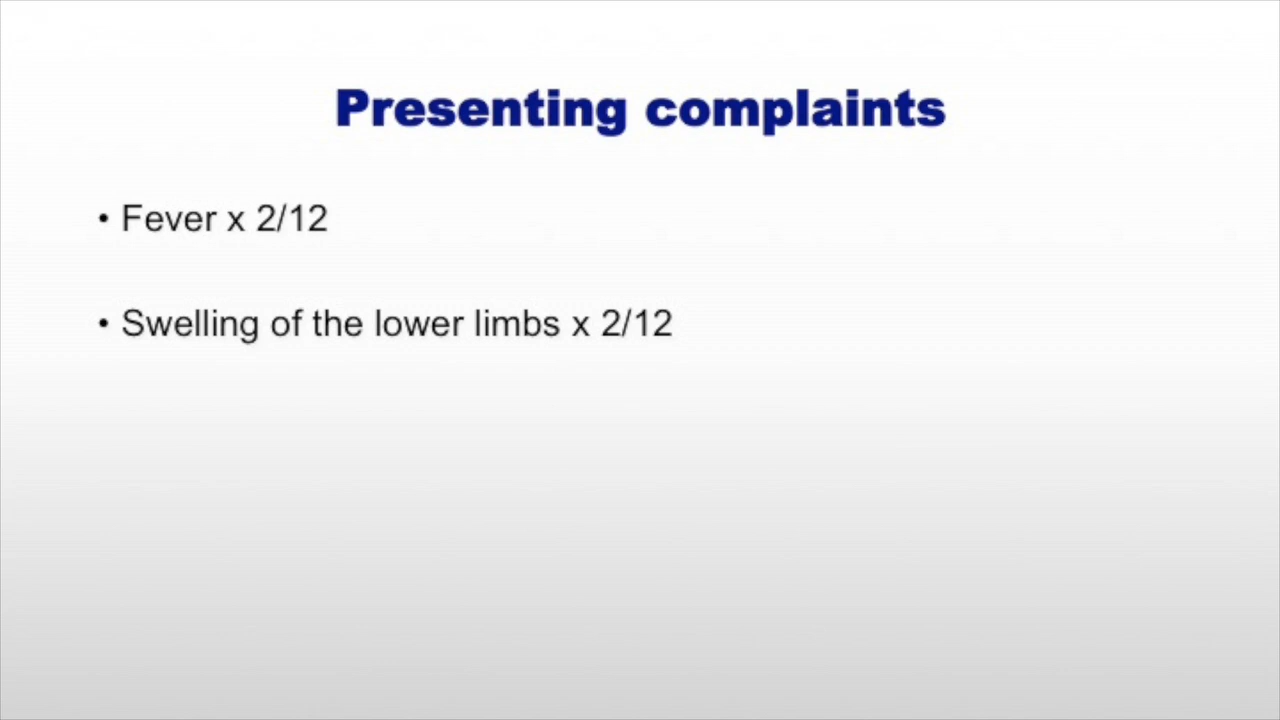 Presenting complaints
• Fever x 2/12
• Swelling of the lower limbs x 2/12